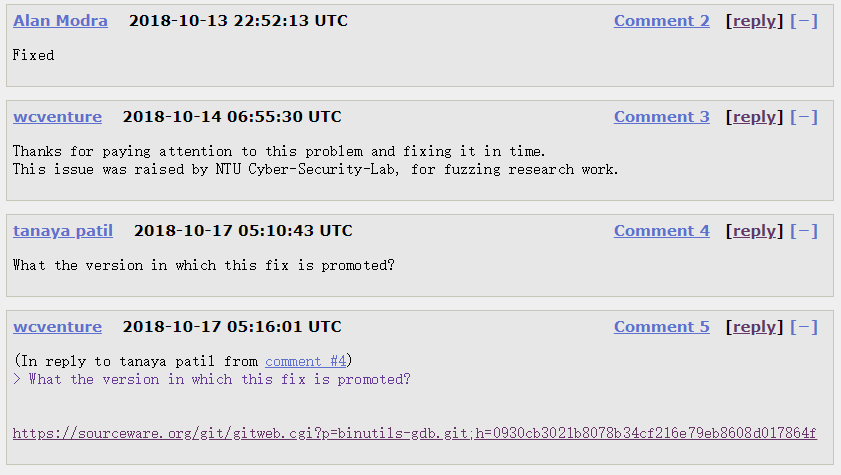 Alan Modra 2018-10-13 22:52:13 UTC Comment 2 [reply] [−]
Fixed
wcventure 2018-10-14 06:55:30 UTC Comment 3 [reply] [−]
Thanks for paying attention to this problem and fixing it in time.
This issue was raised by NTU Cyber-Security-Lab, for fuzzing research work.
tanaya patil 2018-10-17 05:10:43 UTC Comment 4 [reply] [−]
What the version in which this fix is promoted?
wcventure 2018-10-17 05:16:01 UTC Comment 5 [reply] [−]
(In reply to tanaya patil from comment #4)
> What the version in which this fix is promoted?
https://sourceware.org/git/gitweb.cgi?p=binutils-gdb.git;h=0930cb3021b8078b34cf216e79eb8608d017864f